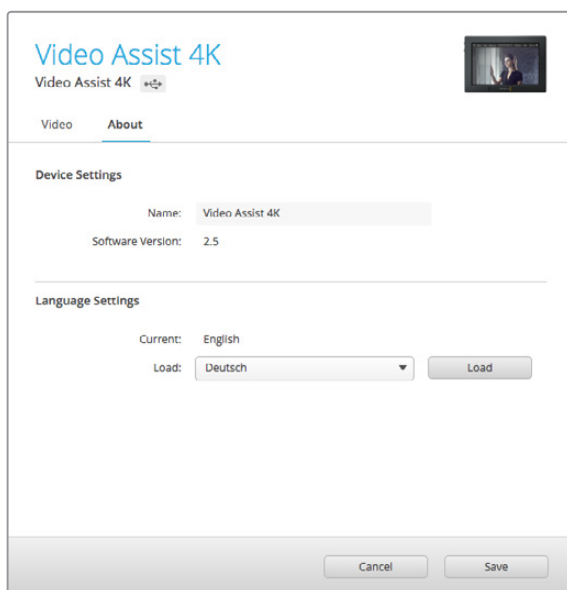 Video Assist 4K
Video Assist 4K
Video About
Device Settings
Name: Video Assist 4K
Software Version: 2.5
Language Settings
Current: English
Load: Deutsch Load
Cancel Save